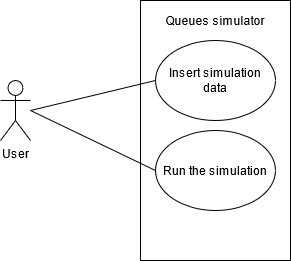 Queues simulator
Insert simulation
data
User
Run the simulation